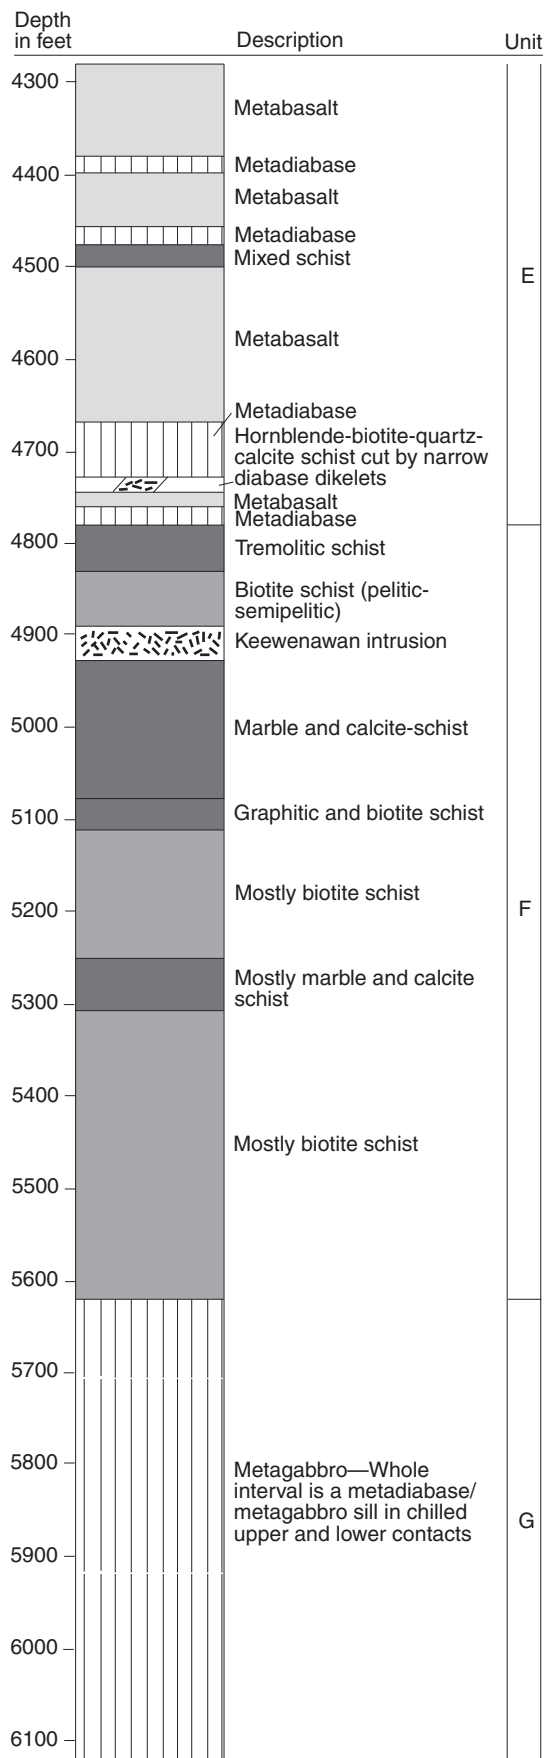 Depth
in feet
Description
Unit
4300
Metabasalt
Metadiabase
4400
Metabasalt
Metadiabase
Mixed schist
4500
E
Metabasalt
4600
Metadiabase
Hornblende-biotite-quartz-
calcite schist cut by narrow
diabase dikelets
4700
Metabasalt
Metadiabase
4800
Tremolitic schist
Biotite schist (pelitic-
semipelitic)
4900
Keewenawan intrusion
5000
Marble and calcite-schist
5100
Graphitic and biotite schist
Mostly biotite schist
5200
F
Mostly marble and calcite
schist
5300
5400
Mostly biotite schist
5500
5600
5700
5800
Metagabbro—Whole
interval is a metadiabase/
metagabbro sill in chilled
upper and lower contacts
G
5900
6000
6100